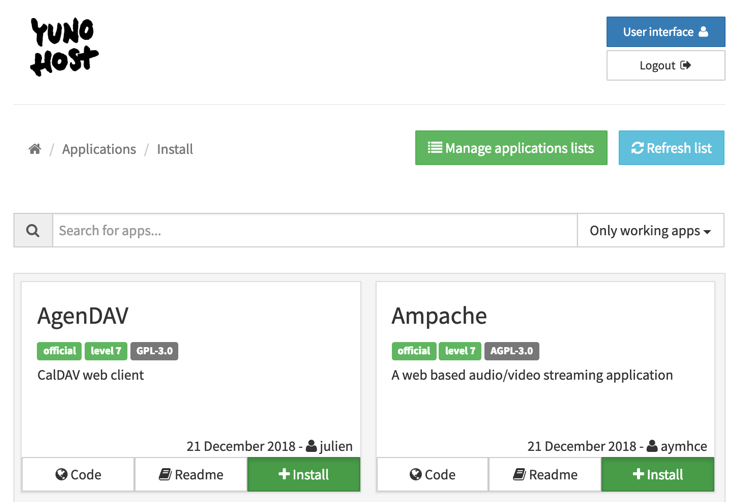 YUNO
HOST
User interface
Logout
/ Applications / Install
Manage applications lists
Refresh list
Search for apps...
Only working apps
AgenDAV
official level 7 GPL-3.0
CalDAV web client
21 December 2018 - julien
Code Readme Install
Ampache
official level 7 AGPL-3.0
A web based audio/video streaming application
21 December 2018 - aymhce
Code Readme Install